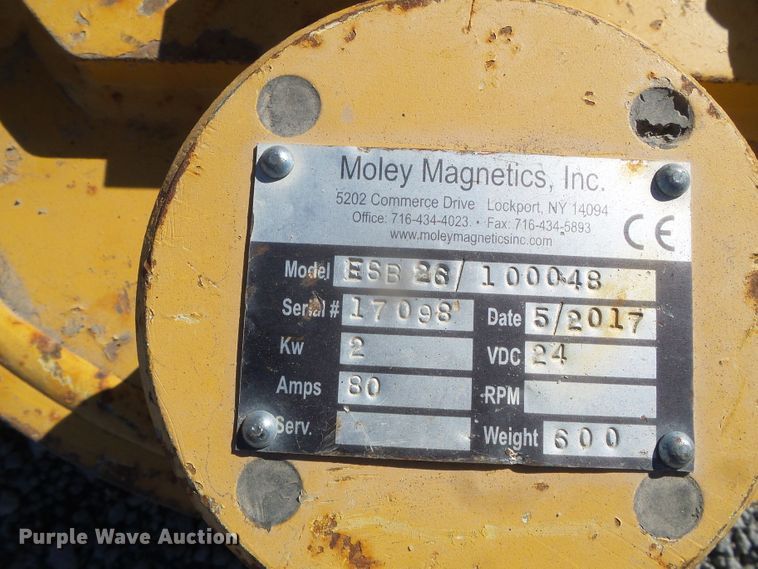 Moley Magnetics, Inc.
5202 Commerce Drive Lockport, NY 14094
Office: 716-434-4023 • Fax: 716-434-5893
www.moleymagneticsinc.com
CE
Model ESB 26/100048
Serial # 17098 Date 5/2017
Kw 2 VDC 24
Amps 80 RPM
Serv. Weight 600
Purple Wave Auction